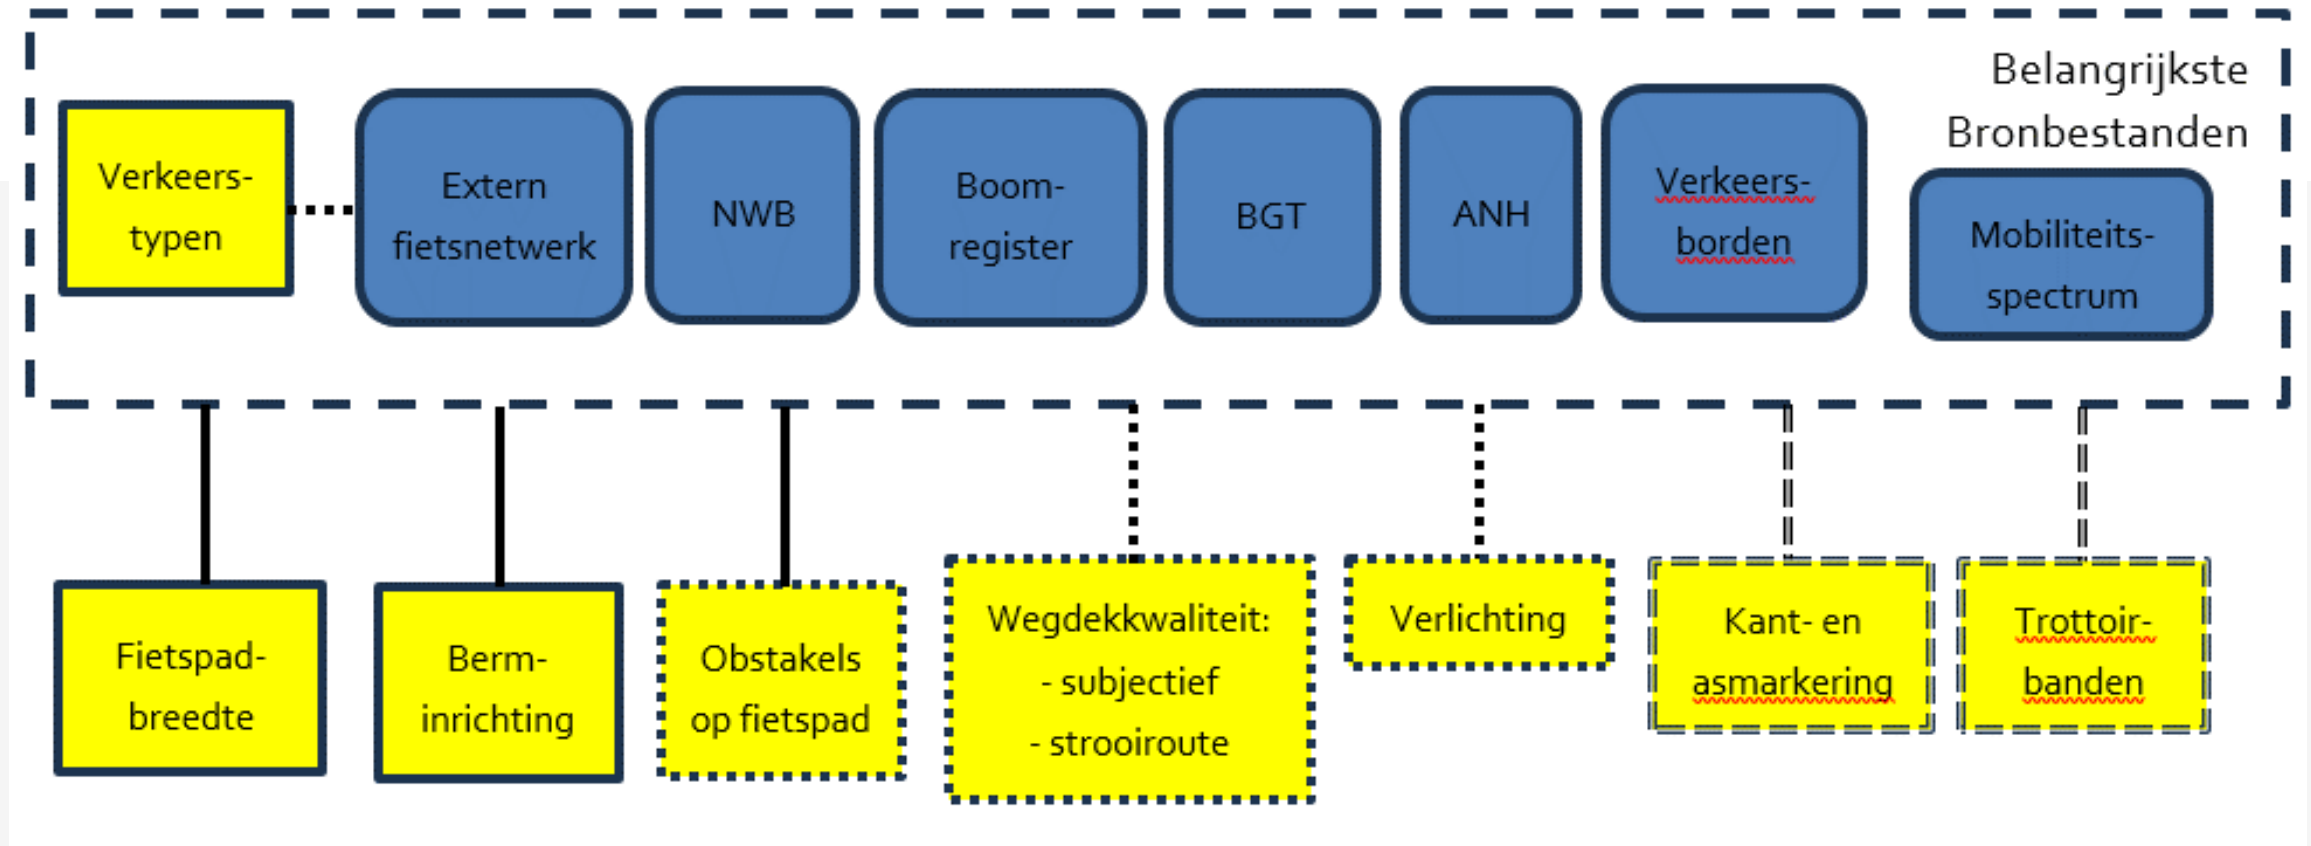 Belangrijkste
Bronbestanden
Verkeers-
typen
Extern
fietsnetwerk
NWB
Boom-
register
BGT
ANH
Verkeers-
borden
Mobiliteits-
spectrum
Fietspad-
breedte
Berm-
inrichting
Obstakels
op fietspad
Wegdekkwaliteit:
- subjectief
- strooiroute
Verlichting
Kant- en
asmarkering
Trottoir-
banden